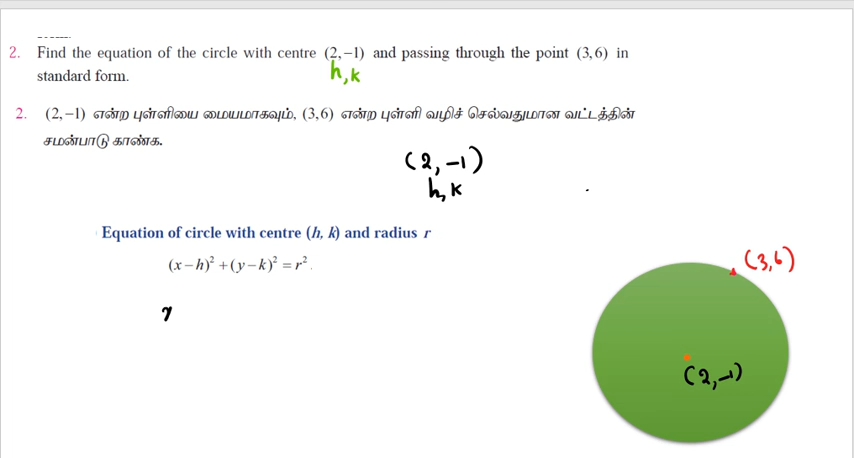 2. Find the equation of the circle with centre (2,−1) and passing through the point (3,6) in
standard form.
h,k
2. (2,−1) என்ற புள்ளியை மையமாகவும், (3,6) என்ற புள்ளி வழிச் செல்வதுமான வட்டத்தின்
சமன்பாடு காண்க.
(2,−1)
h,k
Equation of circle with centre (h, k) and radius r
(x−h)² + (y−k)² = r².
(3,6)
x
(2,−1)